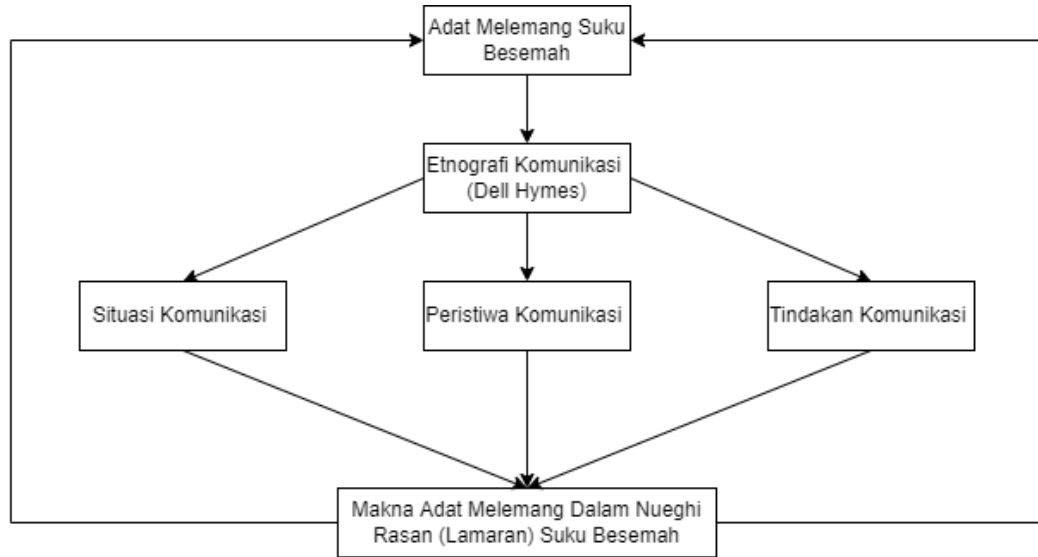 Adat Melemang Suku
Besemah
Etnografi Komunikasi
(Dell Hymes)
Situasi Komunikasi
Peristiwa Komunikasi
Tindakan Komunikasi
Makna Adat Melemang Dalam Nueghi
Rasan (Lamaran) Suku Besemah